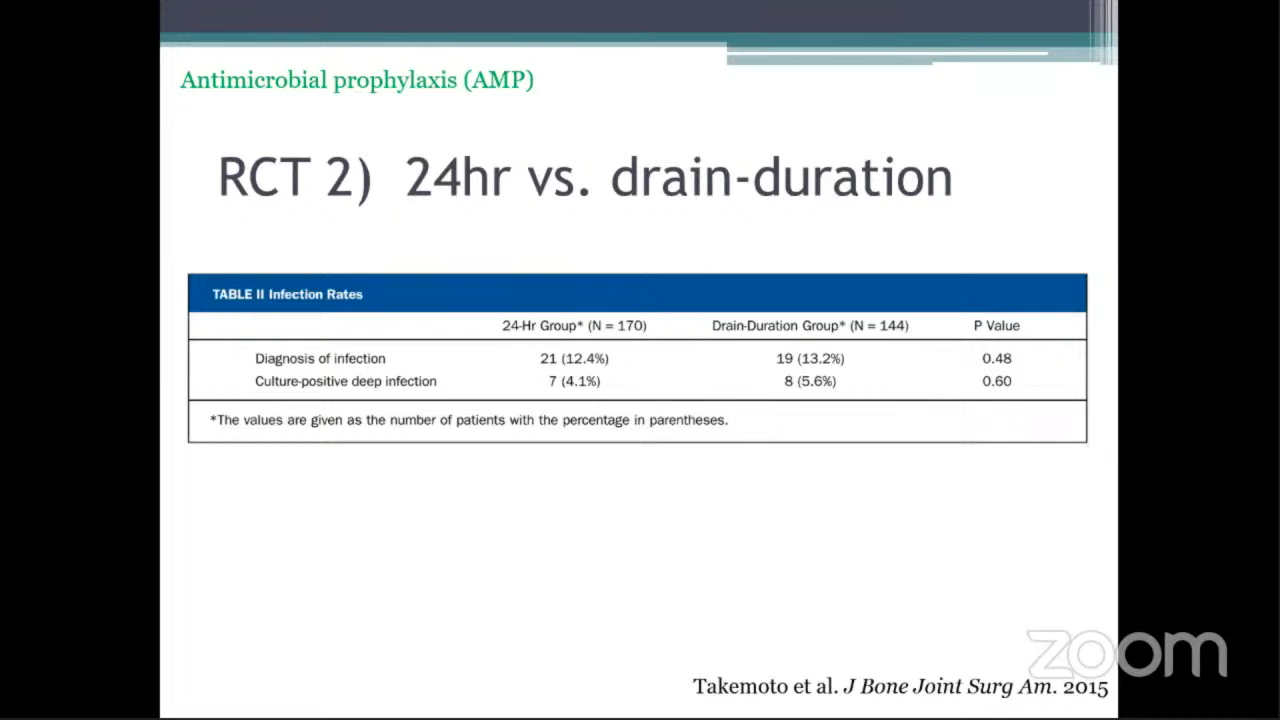 Antimicrobial prophylaxis (AMP)
RCT 2) 24hr vs. drain-duration
TABLE II Infection Rates
24-Hr Group* (N = 170) Drain-Duration Group* (N = 144) P Value
Diagnosis of infection 21 (12.4%) 19 (13.2%) 0.48
Culture-positive deep infection 7 (4.1%) 8 (5.6%) 0.60
*The values are given as the number of patients with the percentage in parentheses.
zoom
Takemoto et al. J Bone Joint Surg Am. 2015